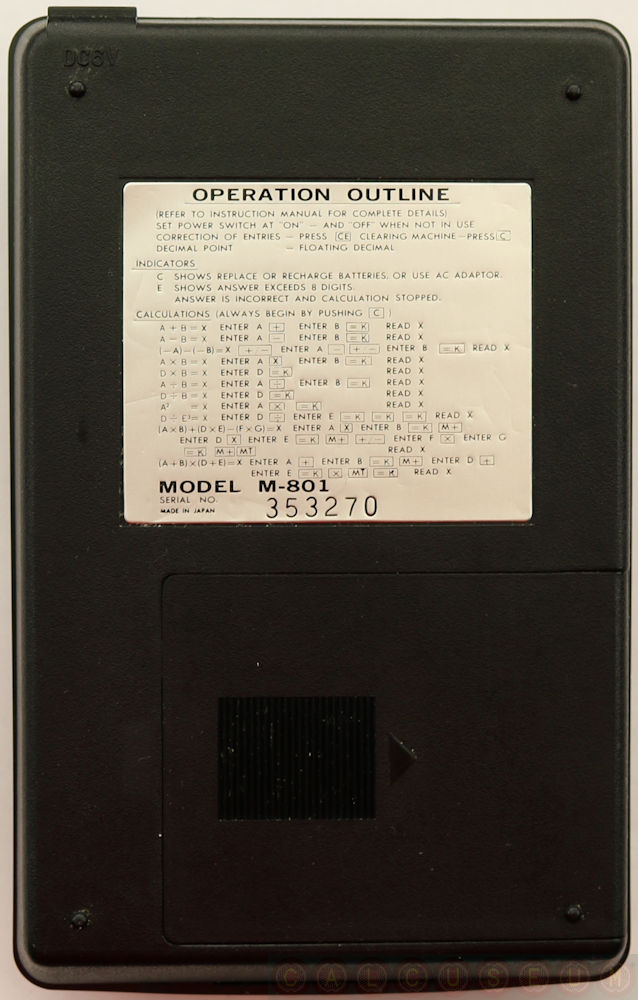 DC6V
OPERATION OUTLINE
(REFER TO INSTRUCTION MANUAL FOR COMPLETE DETAILS)
SET POWER SWITCH AT "ON" — AND "OFF" WHEN NOT IN USE
CORRECTION OF ENTRIES — PRESS CE CLEARING MACHINE — PRESS C
DECIMAL POINT — FLOATING DECIMAL
INDICATORS
C SHOWS REPLACE OR RECHARGE BATTERIES, OR USE AC ADAPTOR.
E SHOWS ANSWER EXCEEDS 8 DIGITS.
ANSWER IS INCORRECT AND CALCULATION STOPPED.
CALCULATIONS (ALWAYS BEGIN BY PUSHING C )
A + B = X ENTER A + ENTER B =K READ X
A − B = X ENTER A − ENTER B =K READ X
(−A)−(−B)=X +− ENTER A − +− ENTER B =K READ X
A × B = X ENTER A X ENTER B =K READ X
D × B = X ENTER D =K READ X
A ÷ B = X ENTER A ÷ ENTER B =K READ X
D ÷ B = X ENTER D =K READ X
A² = X ENTER A × =K READ X
D ÷ E³= X ENTER D ÷ ENTER E =K =K =K READ X
(A×B)+(D×E)−(F×G)=X ENTER A X ENTER B =K M+
ENTER D X ENTER E =K M+ +/− ENTER F × ENTER G
=K M+ MT READ X
(A+B)×(D+E)=X ENTER A + ENTER B =K M+ ENTER D +
ENTER E =K × MT =K READ X
MODEL M-801
SERIAL NO. 353270
MADE IN JAPAN
CALCUSEUM